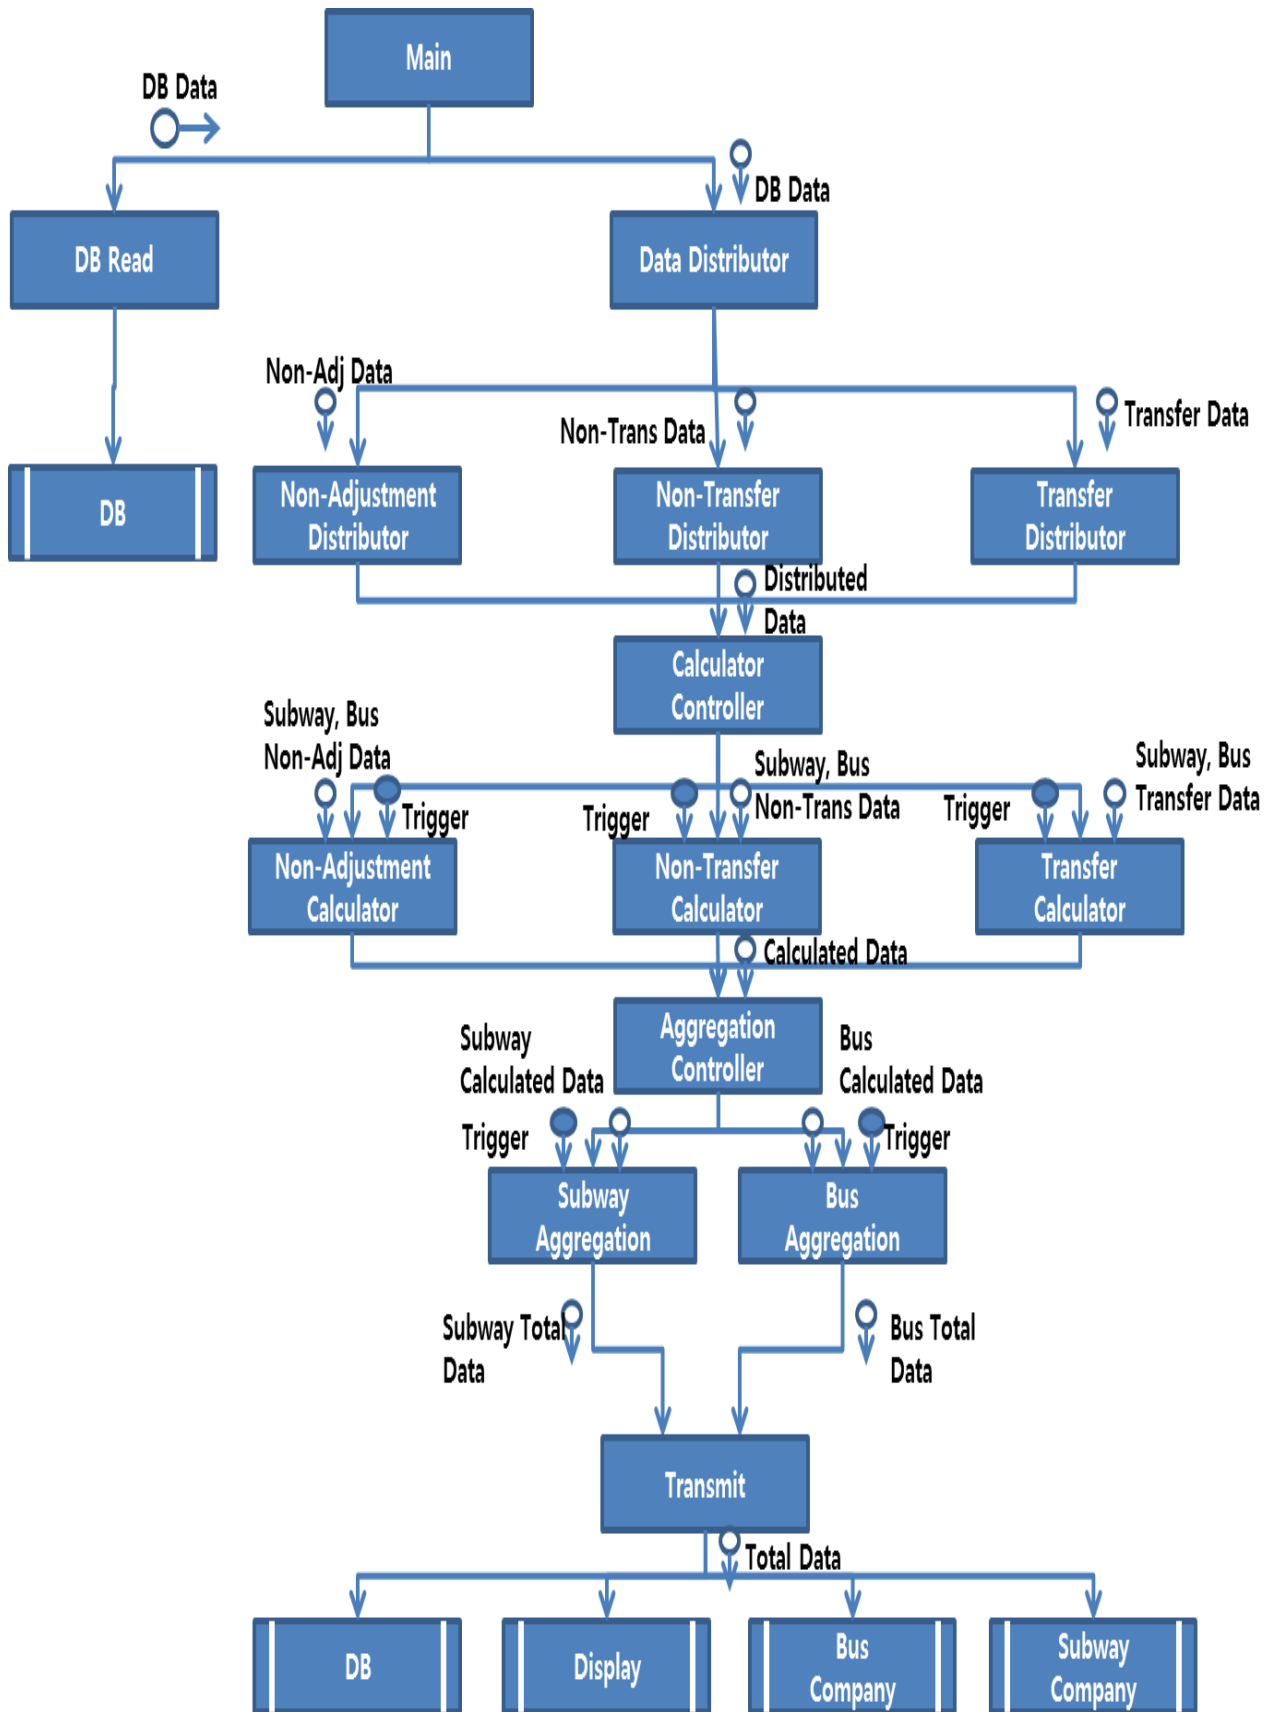 Main
DB Data
DB Data
DB Read
Data Distributor
Non-Adj Data
Non-Trans Data
Transfer Data
DB
Non-Adjustment
Distributor
Non-Transfer
Distributor
Transfer
Distributor
Distributed
Data
Calculator
Controller
Subway, Bus
Non-Adj Data
Trigger
Trigger
Subway, Bus
Non-Trans Data
Trigger
Subway, Bus
Transfer Data
Non-Adjustment
Calculator
Non-Transfer
Calculator
Transfer
Calculator
Calculated Data
Aggregation
Controller
Subway
Calculated Data
Trigger
Bus
Calculated Data
Trigger
Subway
Aggregation
Bus
Aggregation
Subway Total
Data
Bus Total
Data
Transmit
Total Data
DB
Display
Bus
Company
Subway
Company